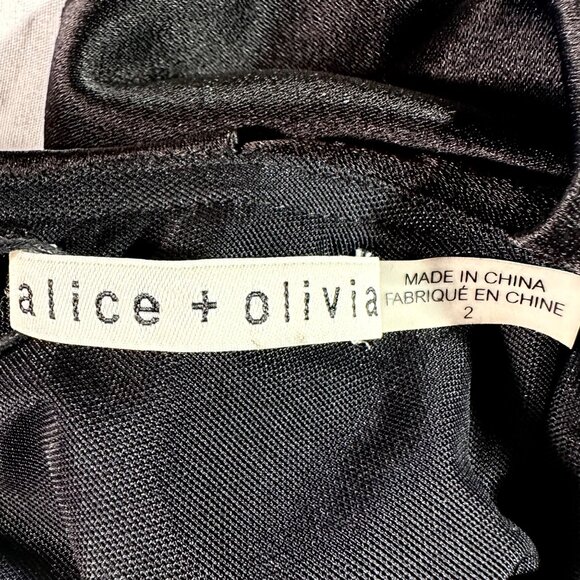 alice + olivia
MADE IN CHINA
FABRIQUÉ EN CHINE
2